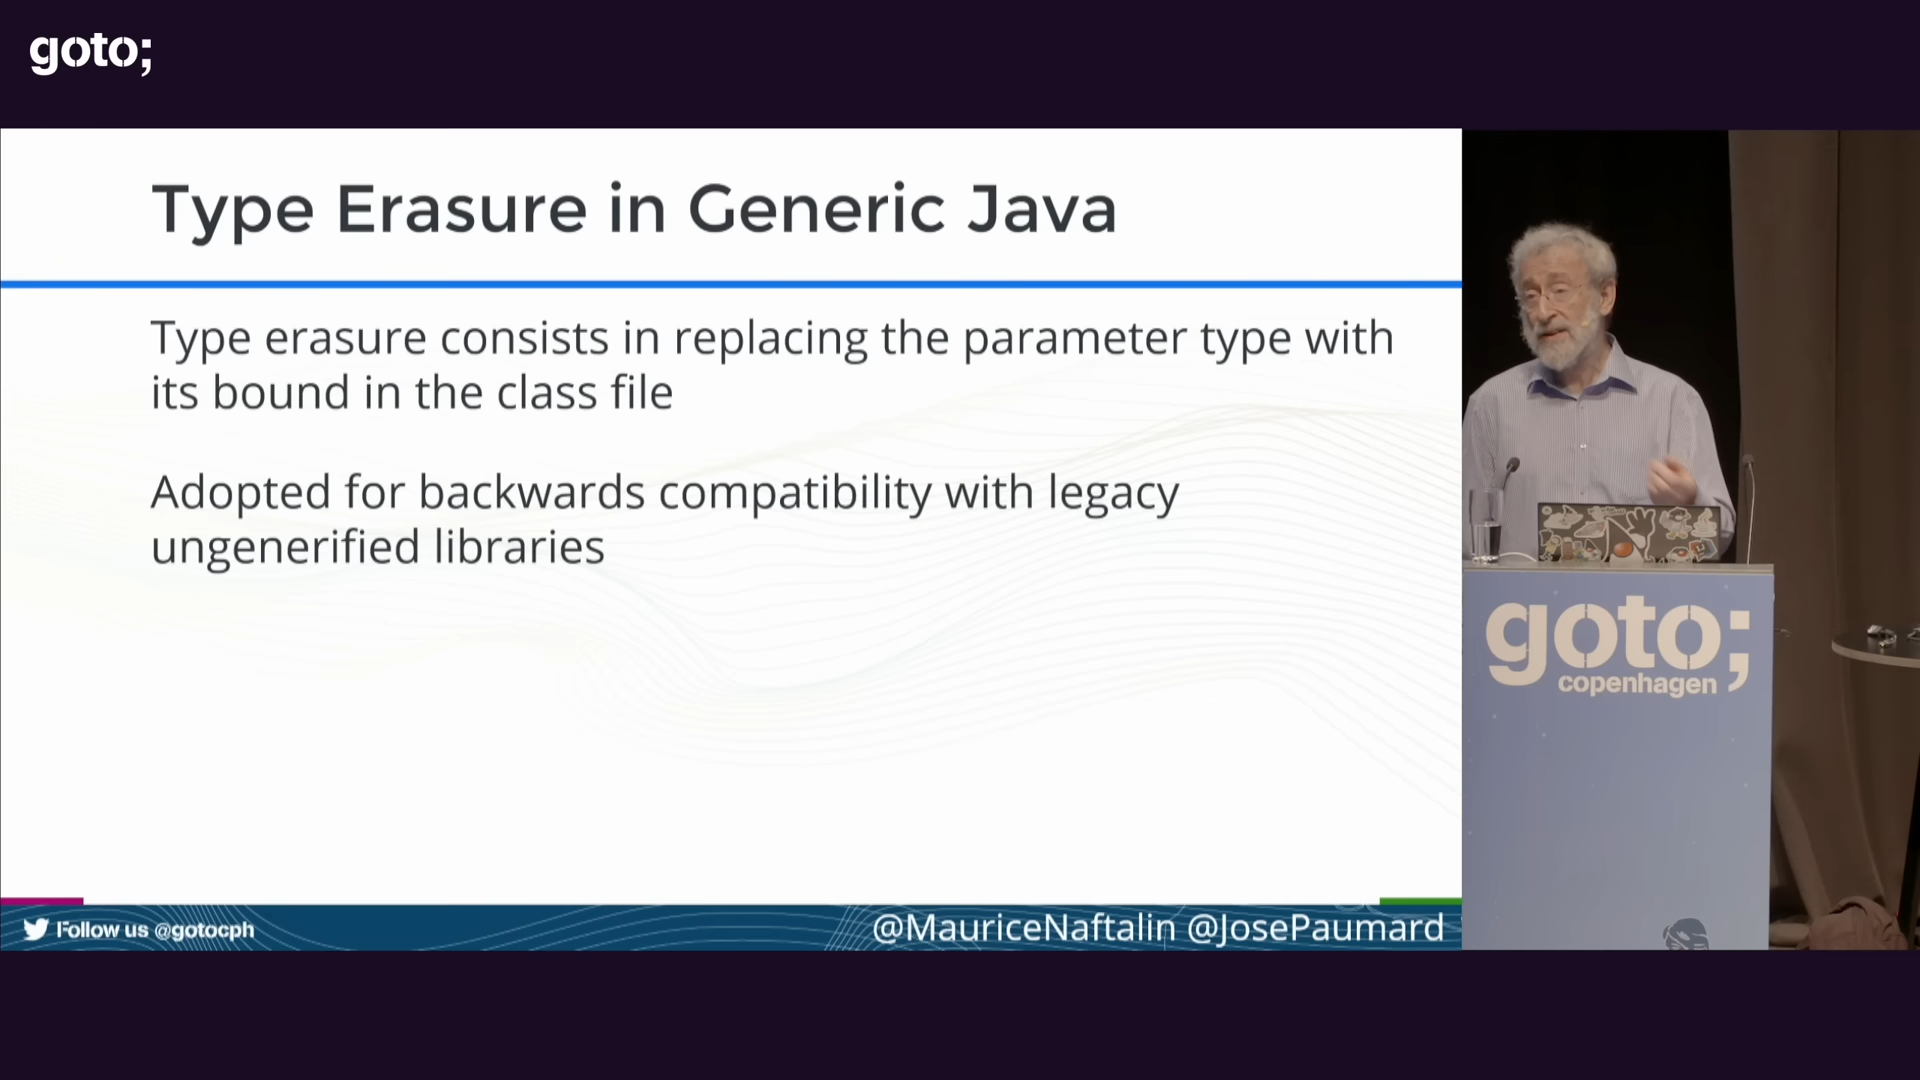 goto;
Type Erasure in Generic Java
Type erasure consists in replacing the parameter type with
its bound in the class file
Adopted for backwards compatibility with legacy
ungenerified libraries
Follow us @gotocph
@MauriceNaftalin @JosePaumard
goto;
copenhagen